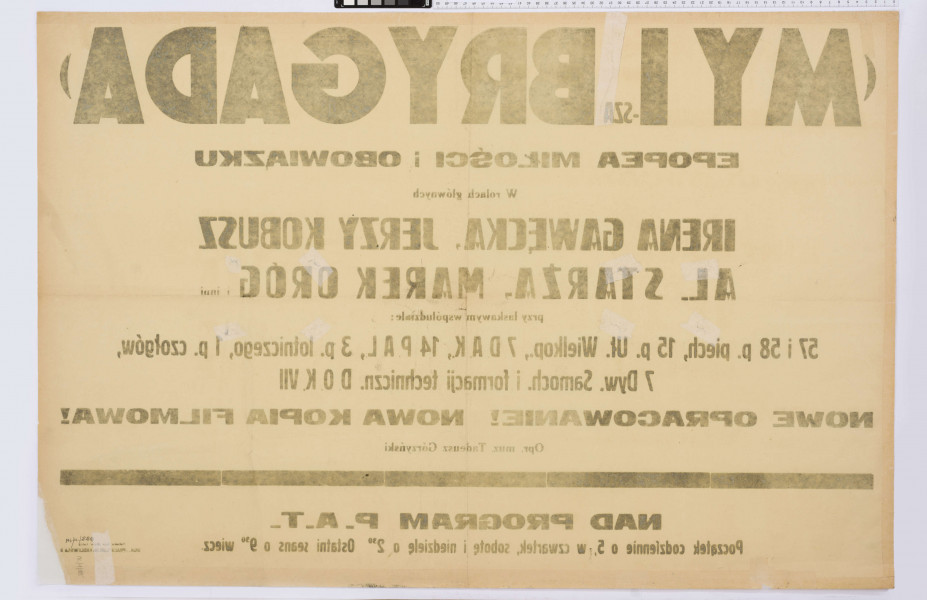 (MY I-SZA BRYGADA)
EPOPEA MIŁOŚCI i OBOWIĄZKU
W rolach głównych
IRENA GAWĘCKA, JERZY KOBUSZ
AL. STARŻA, MAREK ORÓG i inni
przy łaskawym współudziale:
57 i 58 p. piech, 15 p. Uł. Wielkop., 7 D A K, 14 P A L, 3 p. lotniczego, 1 p. czołgów,
7 Dyw. Samoch. i formacji techniczn. D O K VII
NOWE OPRACOWANIE! NOWA KOPIA FILMOWA!
Opr. muz. Tadeusz Górzyński
NAD PROGRAM P.A.T.
Początek codziennie o 5, w czwartek, sobotę i niedzielę o 2³⁰ Ostatni seans o 9³⁰ wiecz